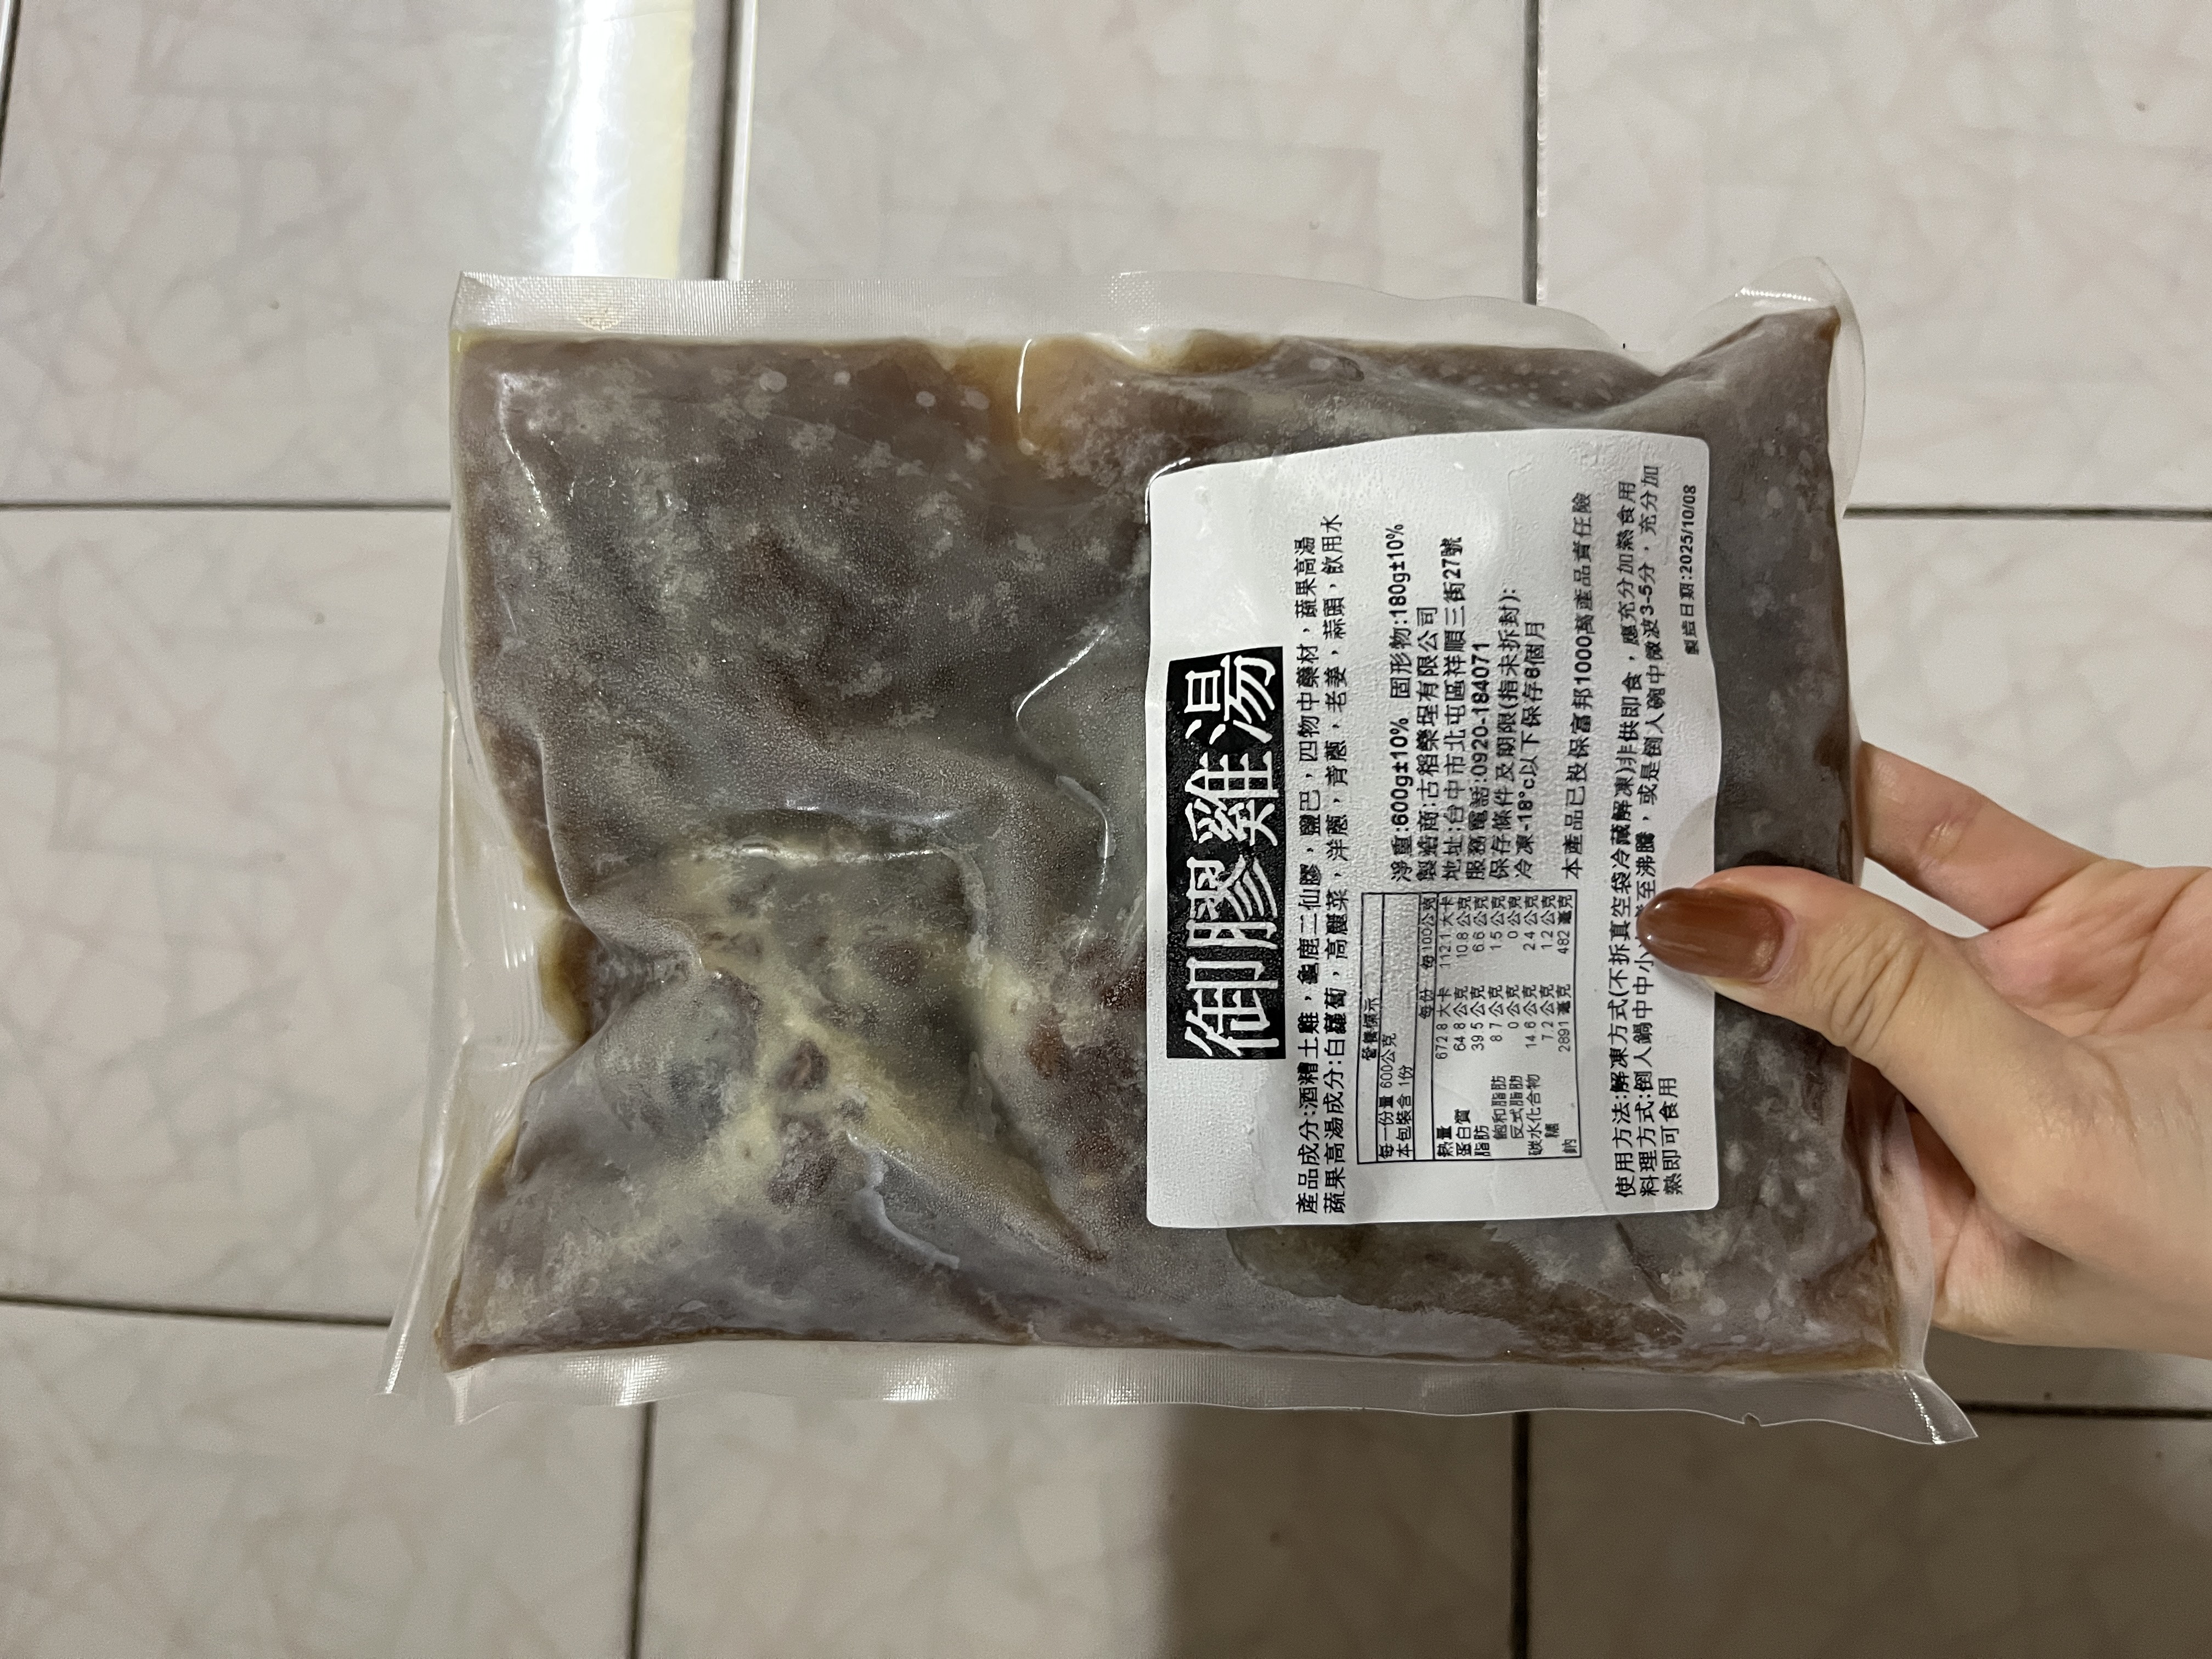 御膠雞湯
產品成分:酒糟土雞，龜鹿二仙膠，鹽巴，四物中藥材，蔬果高湯
蔬果高湯成分:白蘿蔔，高麗菜，洋蔥，青蔥，老姜，蒜頭，飲用水
營養標示
每一份量 600公克
本包裝含 1份
每份 每100公克
熱量 672.8 大卡 112.1 大卡
蛋白質 64.8 公克 10.8 公克
脂肪 39.5 公克 6.6 公克
飽和脂肪 8.7 公克 1.5 公克
反式脂肪 0 公克 0 公克
碳水化合物 14.6 公克 2.4 公克
糖 7.2 公克 1.2 公克
鈉 2891 毫克 482 毫克
淨重:600g±10% 固形物:180g±10%
製造商:古稻榮埕有限公司
地址:台中市北屯區祥順三街27號
服務電話:0920-184071
保存條件及期限(指未拆封):
冷凍-18°c以下保存6個月
本產品已投保富邦1000萬產品責任險
使用方法:解凍方式(不拆真空袋冷藏解凍)非供即食，應充分加熱食用
料理方式:倒入鍋中中小至沸騰，或是倒入碗中微波3-5分，充分加
熱即可食用
製造日期:2025/10/08